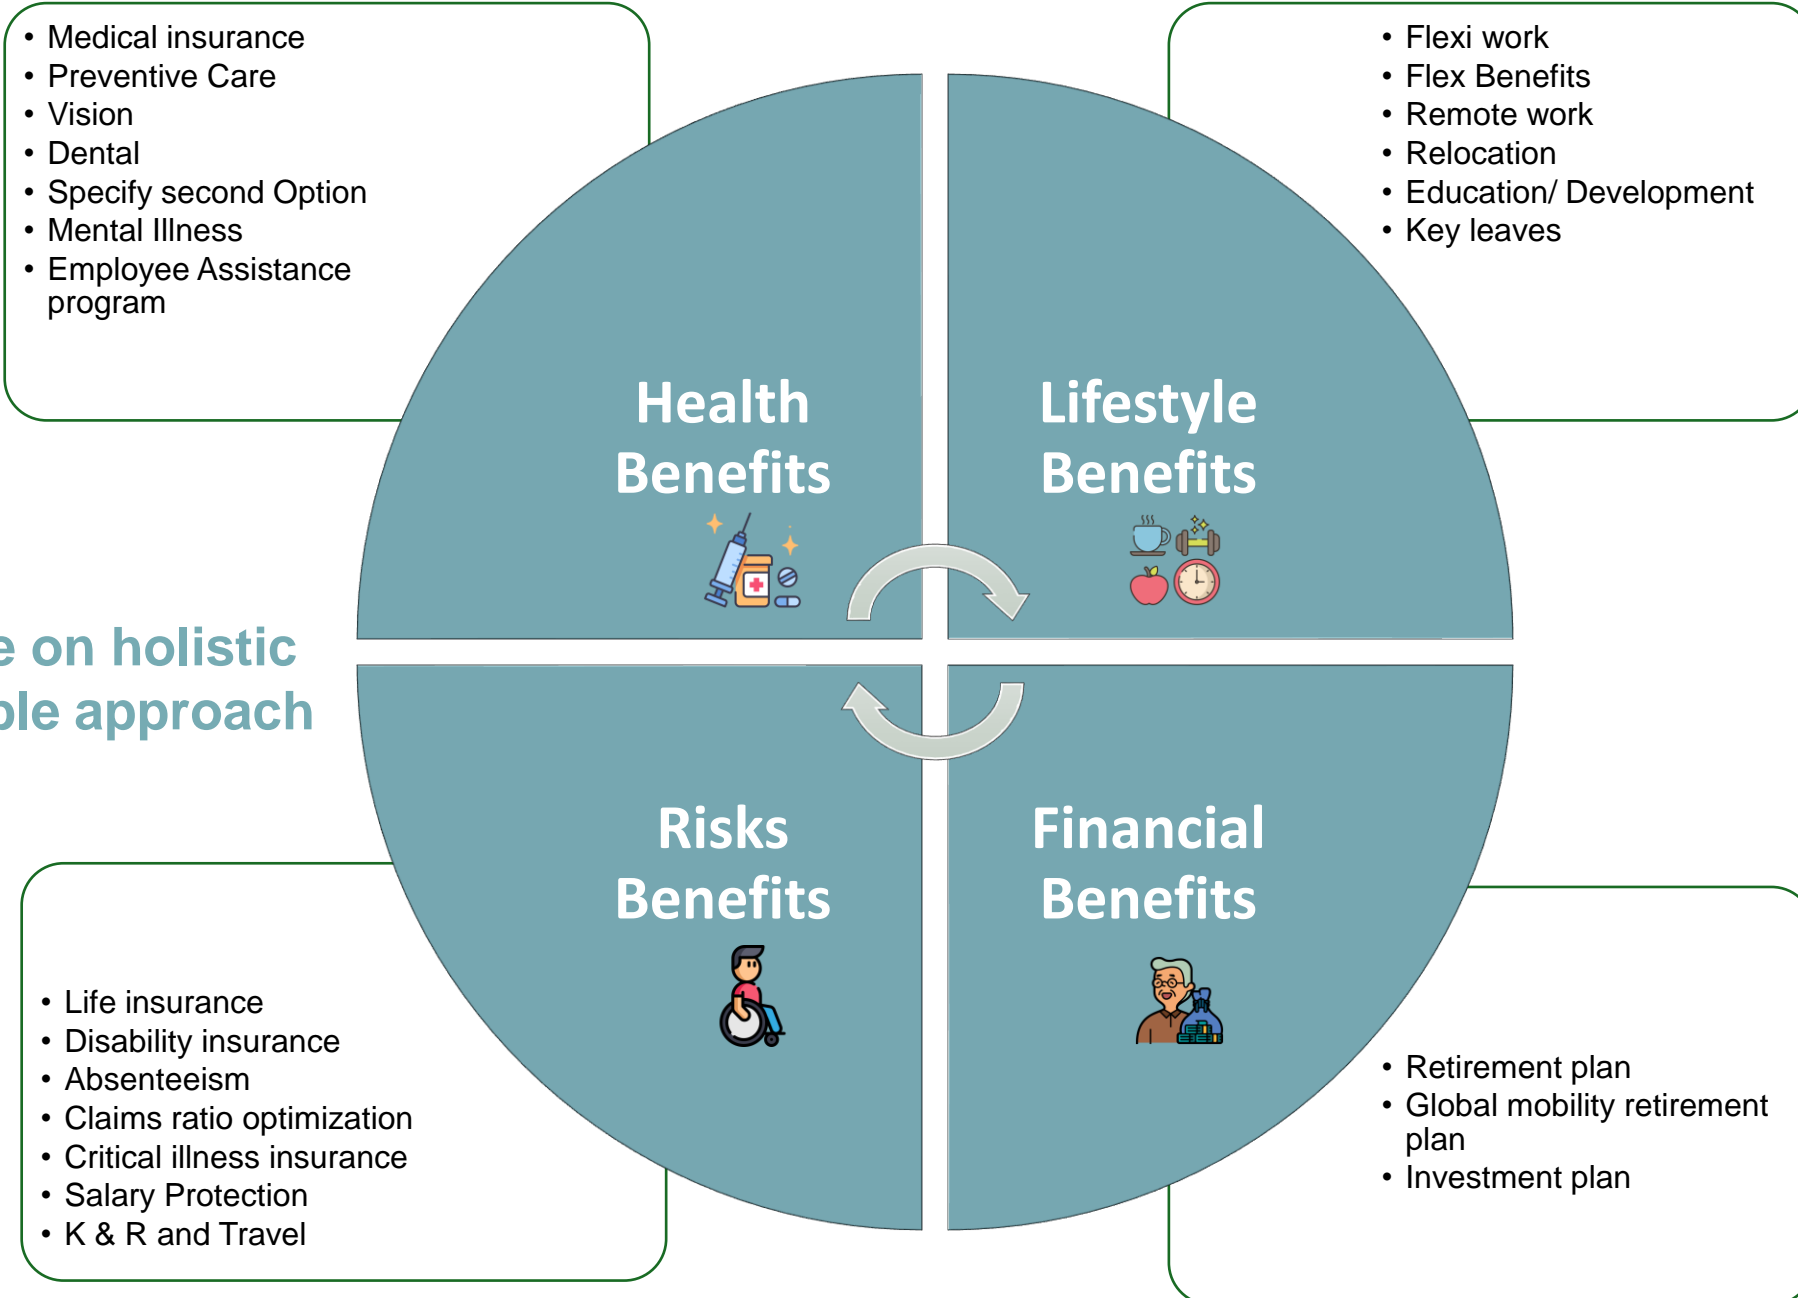 • Medical insurance
• Preventive Care
• Vision
• Dental
• Specify second Option
• Mental Illness
• Employee Assistance
program
• Flexi work
• Flex Benefits
• Remote work
• Relocation
• Education/ Development
• Key leaves
Health
Benefits
Lifestyle
Benefits
e on holistic
ble approach
Risks
Benefits
Financial
Benefits
• Life insurance
• Disability insurance
• Absenteeism
• Claims ratio optimization
• Critical illness insurance
• Salary Protection
• K & R and Travel
• Retirement plan
• Global mobility retirement
plan
• Investment plan